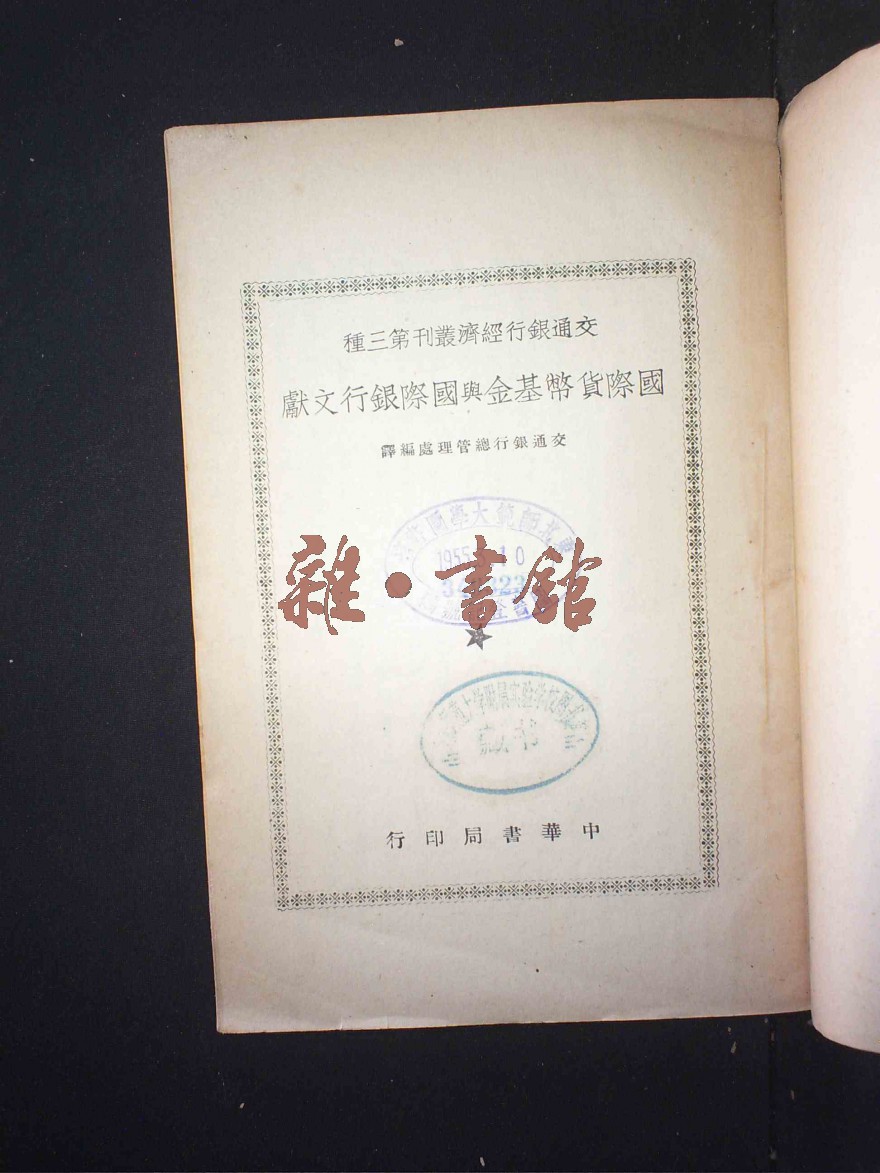 交通銀行經濟叢刊第三種
國際貨幣基金與國際銀行文獻
交通銀行總管理處編譯
雜·書館
藏书
中華書局印行